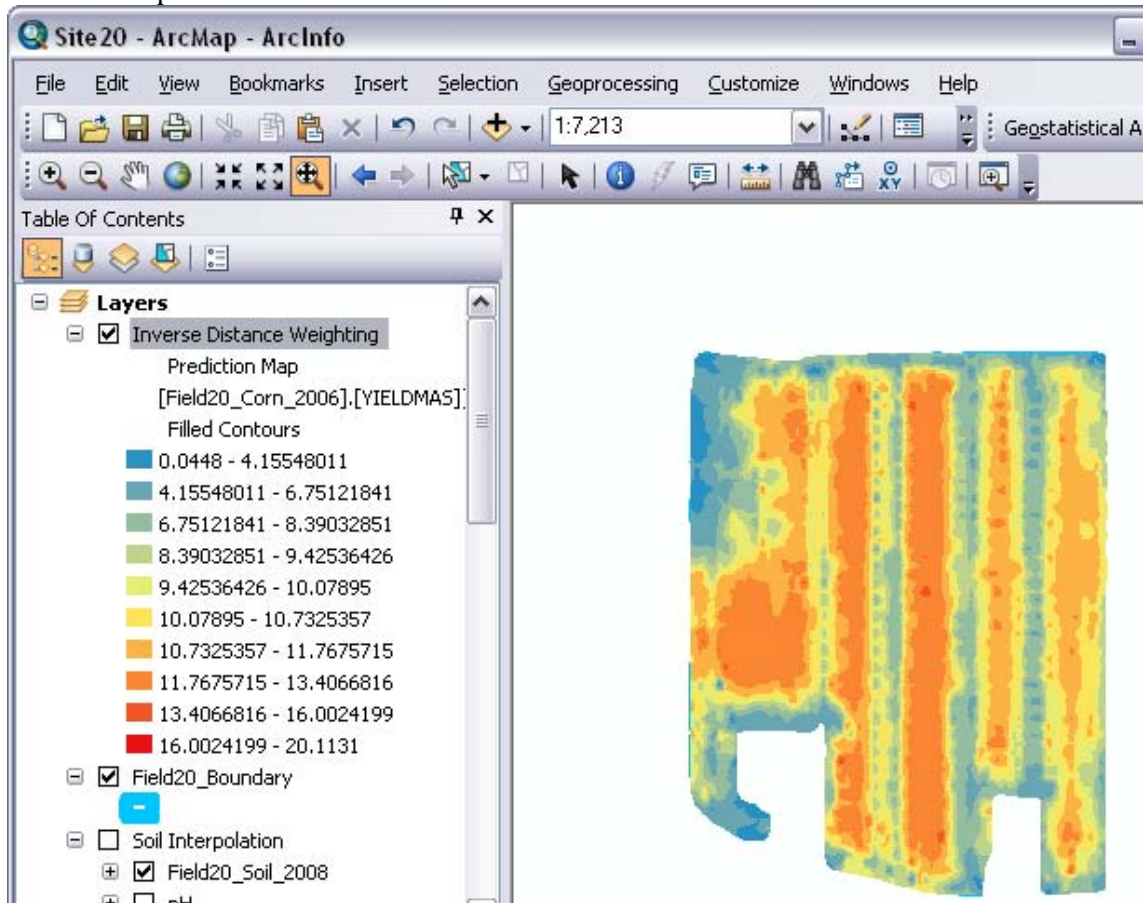 Site20 - ArcMap - ArcInfo
File Edit View Bookmarks Insert Selection Geoprocessing Customize Windows Help
1:7,213 Geostatistical A
XY
Table Of Contents
Layers
Inverse Distance Weighting
Prediction Map
[Field20_Corn_2006].[YIELDMAS]
Filled Contours
0.0448 - 4.15548011
4.15548011 - 6.75121841
6.75121841 - 8.39032851
8.39032851 - 9.42536426
9.42536426 - 10.07895
10.07895 - 10.7325357
10.7325357 - 11.7675715
11.7675715 - 13.4066816
13.4066816 - 16.0024199
16.0024199 - 20.1131
Field20_Boundary
Soil Interpolation
Field20_Soil_2008
pH